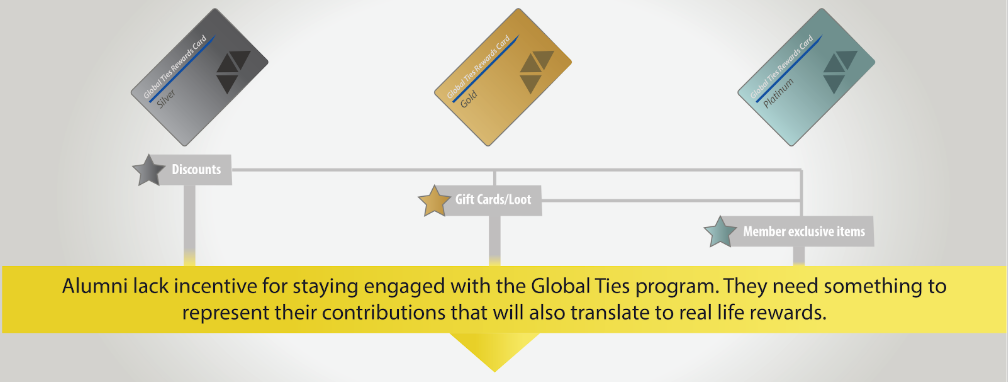 Global Ties Rewards Card
Silver
Global Ties Rewards Card
Gold
Global Ties Rewards Card
Platinum
Discounts
Gift Cards/Loot
Member exclusive items
Alumni lack incentive for staying engaged with the Global Ties program. They need something to
represent their contributions that will also translate to real life rewards.